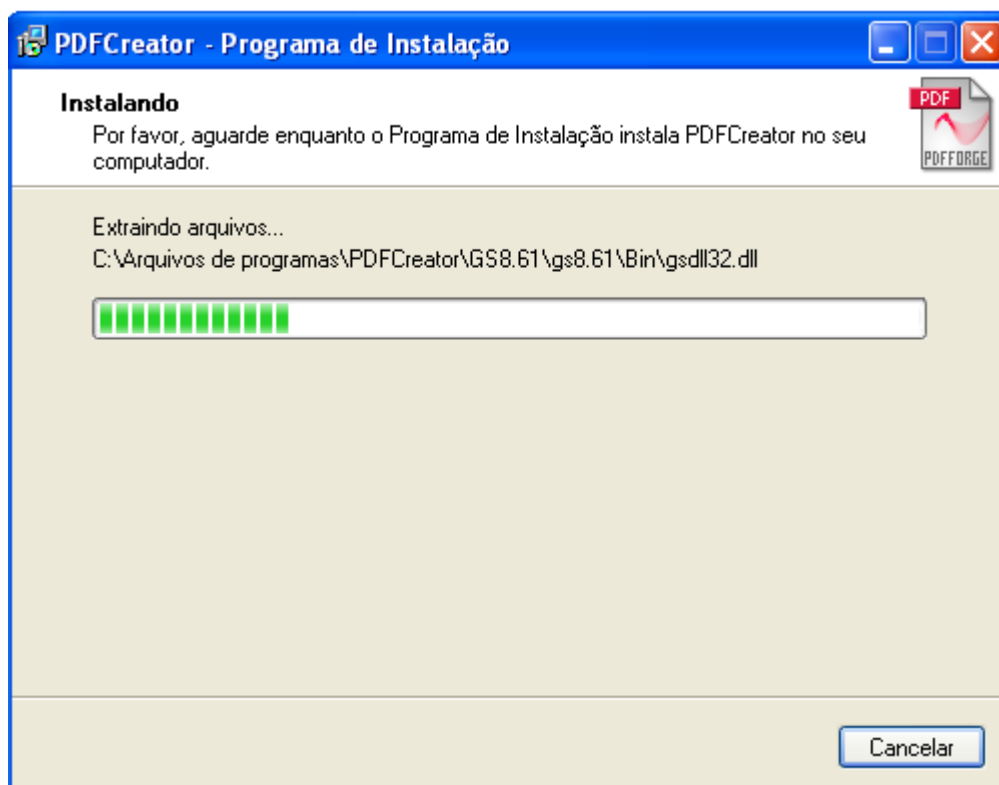 PDFCreator - Programa de Instalação
Instalando
PDF
Por favor, aguarde enquanto o Programa de Instalação instala PDFCreator no seu
computador.
PDFFORGE
Extraindo arquivos...
C:\Arquivos de programas\PDFCreator\GS8.61\gs8.61\Bin\gsdll32.dll
Cancelar